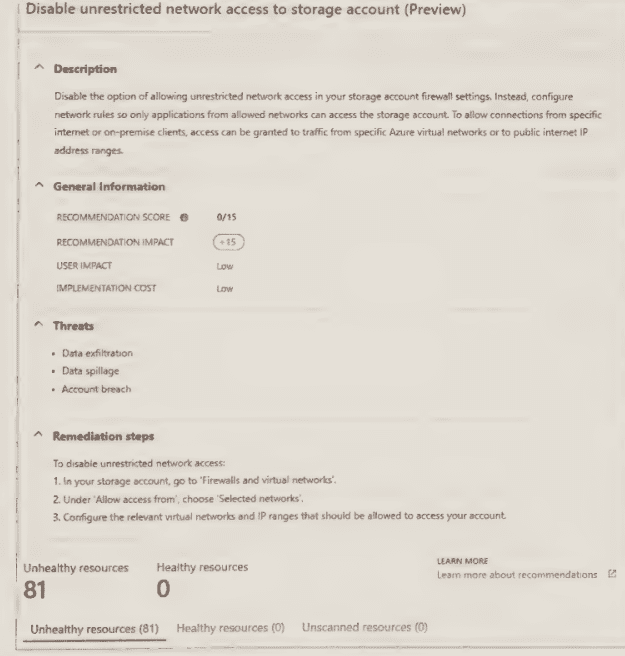 Disable unrestricted network access to storage account (Preview)
Description
Disable the option of allowing unrestricted network access in your storage account firewall settings. Instead, configure
network rules so only applications from allowed networks can access the storage account. To allow connections from specific
internet or on-premise clients, access can be granted to traffic from specific Azure virtual networks or to public internet IP
address ranges.
General Information
RECOMMENDATION SCORE 0/15
RECOMMENDATION IMPACT +15
USER IMPACT Low
IMPLEMENTATION COST Low
Threats
• Data exfiltration
• Data spillage
• Account breach
Remediation steps
To disable unrestricted network access:
1. In your storage account, go to 'Firewalls and virtual networks'.
2. Under 'Allow access from', choose 'Selected networks'.
3. Configure the relevant virtual networks and IP ranges that should be allowed to access your account.
Unhealthy resources Healthy resources
81 0
LEARN MORE
Learn more about recommendations
Unhealthy resources (81) Healthy resources (0) Unscanned resources (0)